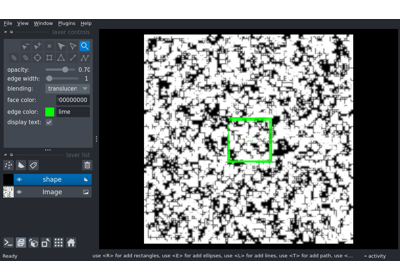 File View Window Plugins Help
layer controls
opacity: 0.70
edge width: 1
blending: translucen
face color: 00000000
edge color: lime
display text:
layer list
shape
Image
Ready use <R> for add rectangles, use <E> for add ellipses, use <L> for add lines, use <T> for add path, use <... activity